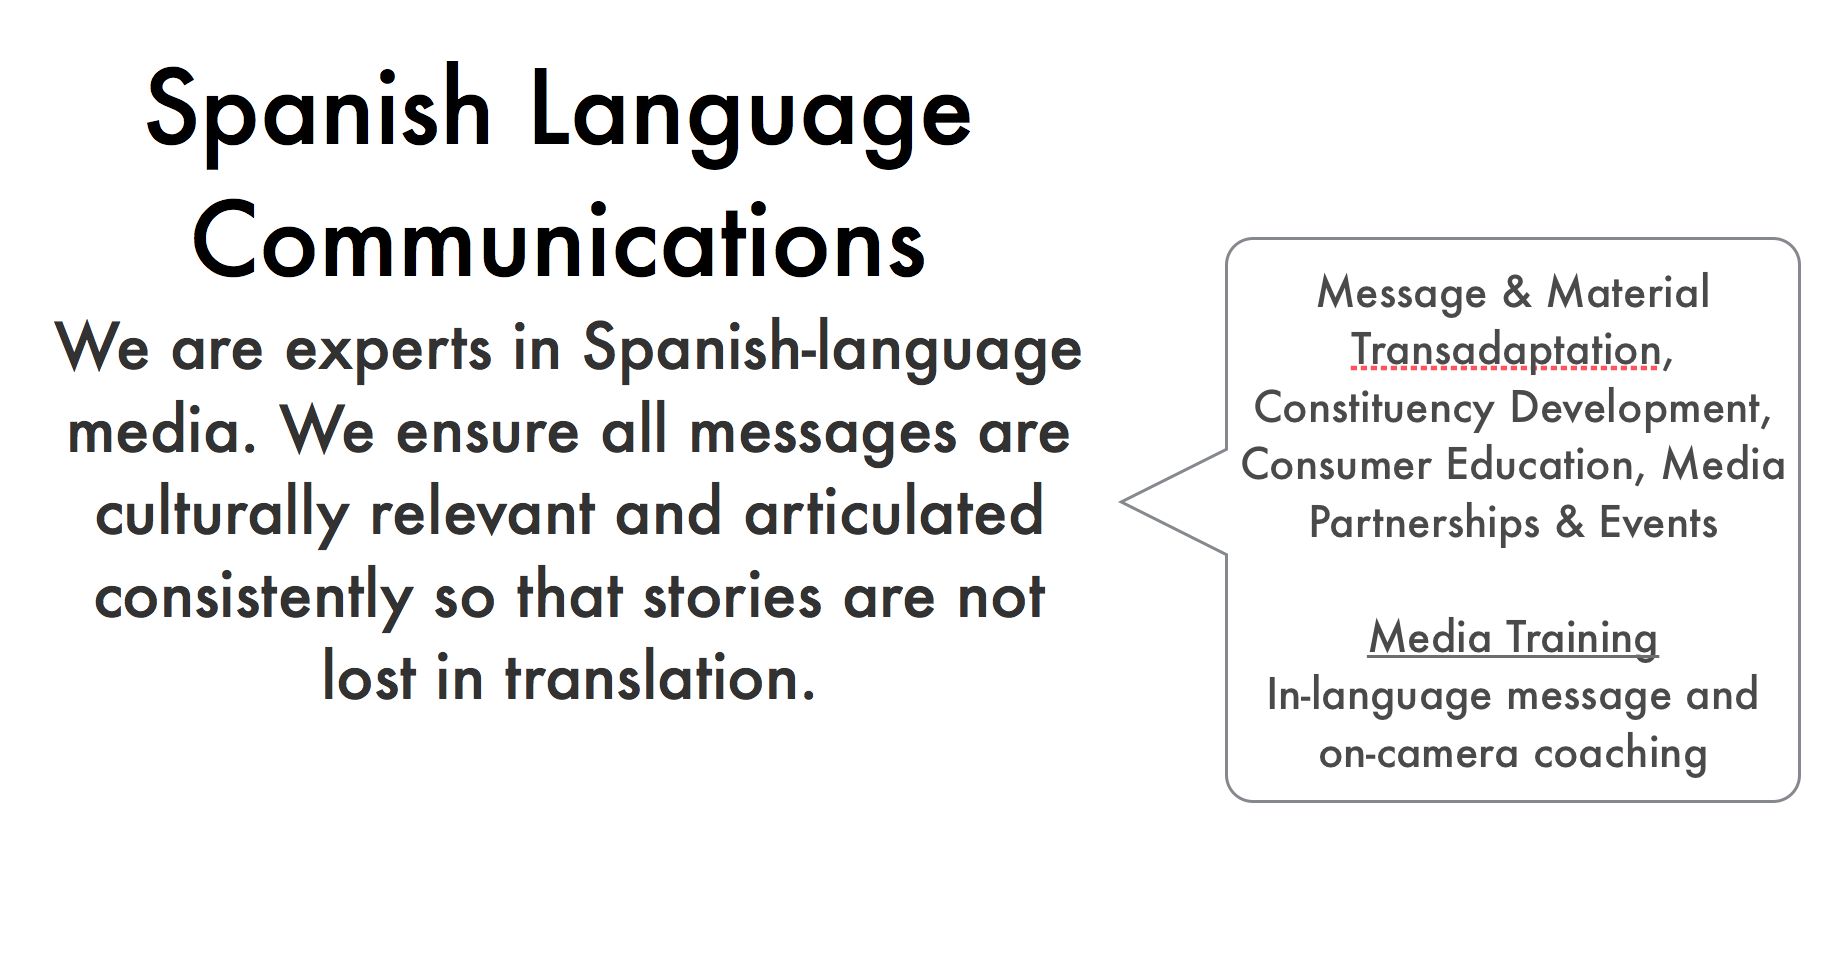 Spanish Language
Communications
We are experts in Spanish-language
media. We ensure all messages are
culturally relevant and articulated
consistently so that stories are not
lost in translation.
Message & Material
Transadaptation,
Constituency Development,
Consumer Education, Media
Partnerships & Events
Media Training
In-language message and
on-camera coaching